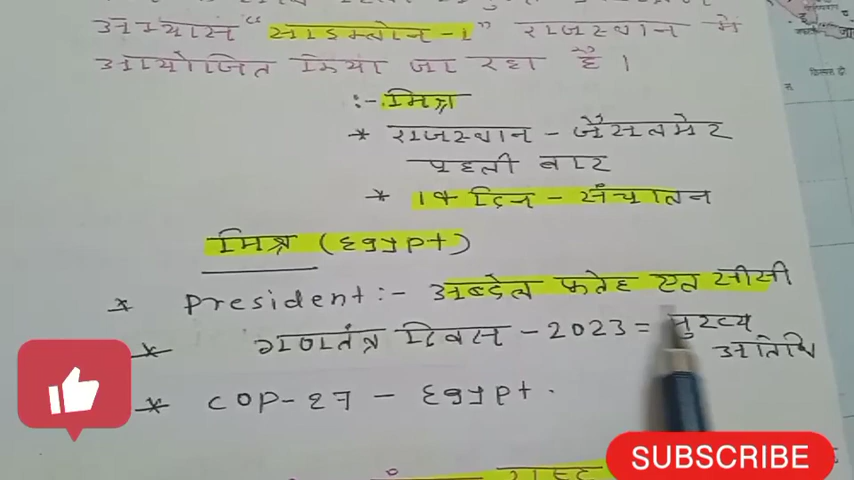 अभ्यास "साइक्लोन-1" राजस्थान में
आयोजित किया जा रहा है ।
:- मिस्र
* राजस्थान - जैसलमेर
पहली बार
* 14 दिन - संचालन
मिस्र (Egypt)
* President :- अब्देल फतेह एल सीसी
* गणतंत्र दिवस - 2023 = मुख्य
अतिथि
* COP-27 - Egypt.
SUBSCRIBE